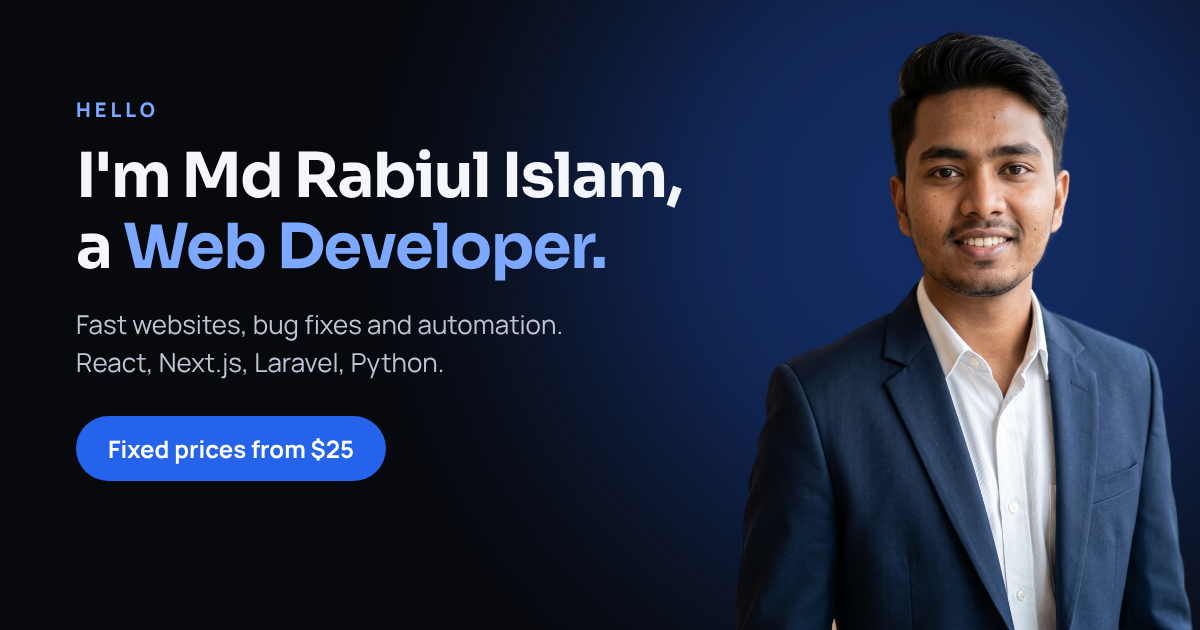 HELLO
I'm Md Rabiul Islam,
a Web Developer.
Fast websites, bug fixes and automation.
React, Next.js, Laravel, Python.
Fixed prices from $25